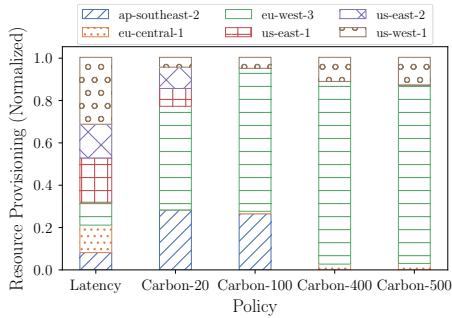 ap-southeast-2 eu-west-3 us-east-2
eu-central-1 us-east-1 us-west-1
Resource Provisioning (Normalized)
1.0
0.8
0.6
0.4
0.2
0.0
Latency Carbon-20 Carbon-100 Carbon-400 Carbon-500
Policy